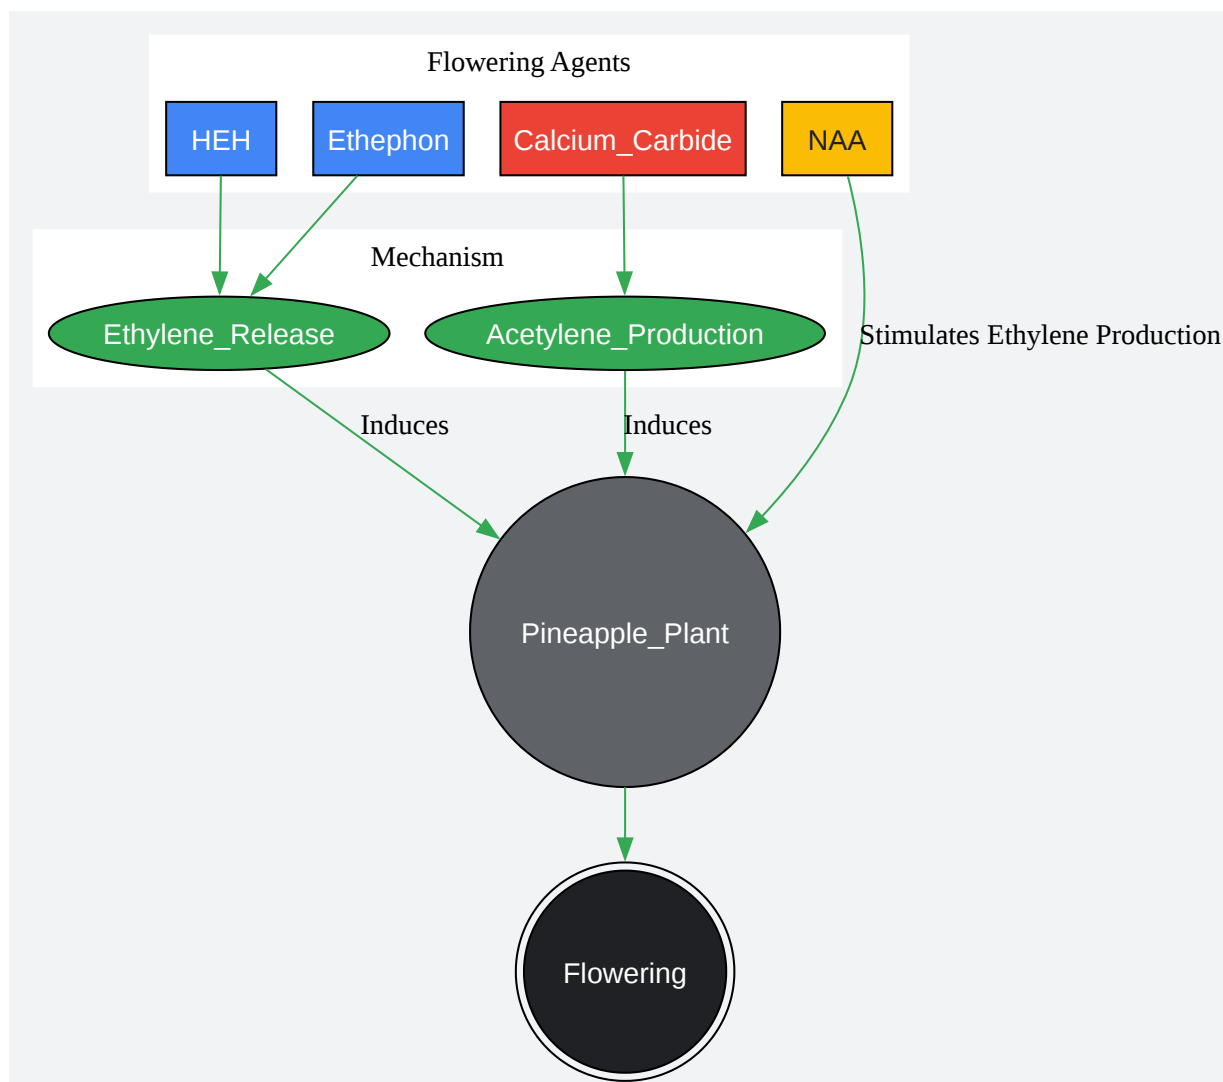 Flowering Agents
HEH
Ethephon
Calcium_Carbide
NAA
Mechanism
Ethylene_Release
Acetylene_Production
Stimulates Ethylene Production
Induces
Induces
Pineapple_Plant
Flowering